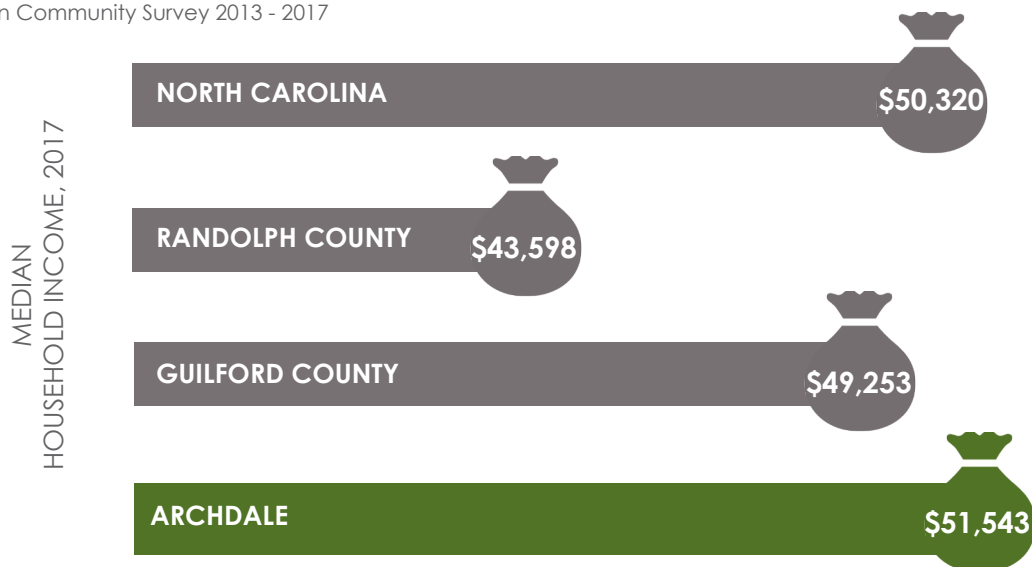 n Community Survey 2013 - 2017
MEDIAN
HOUSEHOLD INCOME, 2017
NORTH CAROLINA
$50,320
RANDOLPH COUNTY
$43,598
GUILFORD COUNTY
$49,253
ARCHDALE
$51,543